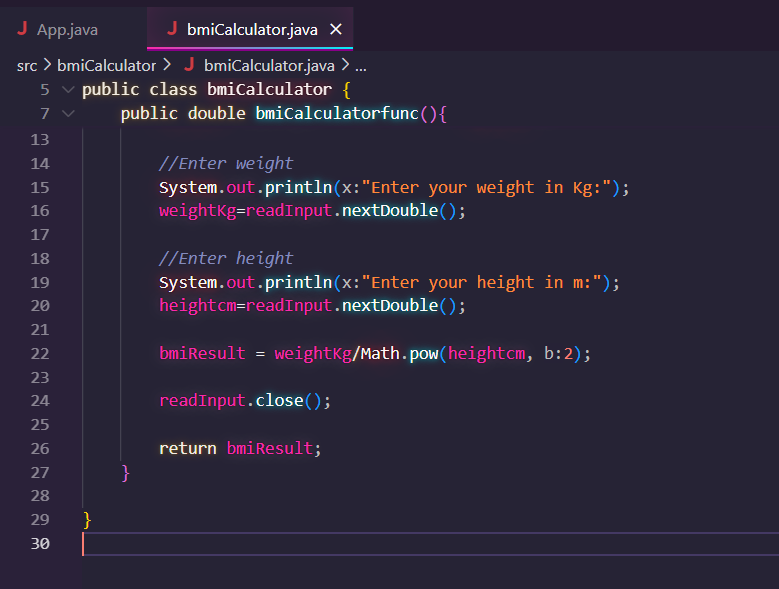 J App.java J bmiCalculator.java ×
src > bmiCalculator > J bmiCalculator.java > ...
5 public class bmiCalculator {
7 public double bmiCalculatorfunc(){
13
14 //Enter weight
15 System.out.println(x:"Enter your weight in Kg:");
16 weightKg=readInput.nextDouble();
17
18 //Enter height
19 System.out.println(x:"Enter your height in m:");
20 heightcm=readInput.nextDouble();
21
22 bmiResult = weightKg/Math.pow(heightcm, b:2);
23
24 readInput.close();
25
26 return bmiResult;
27 }
28
29 }
30